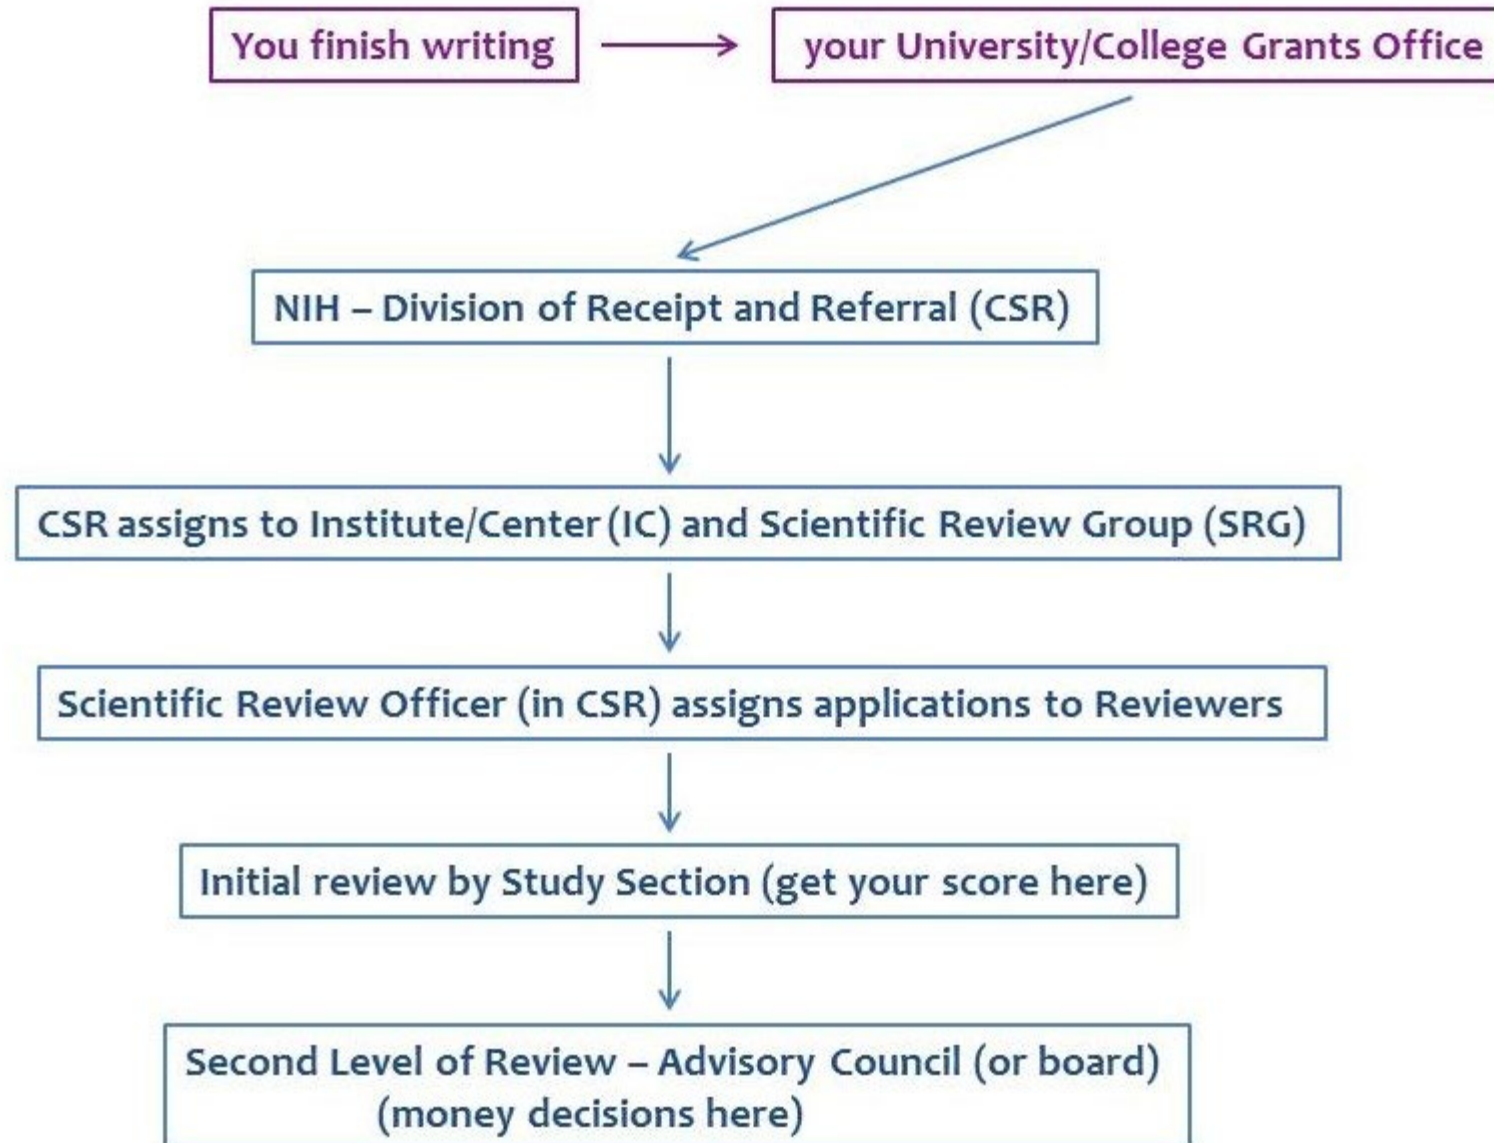 You finish writing
your University/College Grants Office
NIH – Division of Receipt and Referral (CSR)
CSR assigns to Institute/Center (IC) and Scientific Review Group (SRG)
Scientific Review Officer (in CSR) assigns applications to Reviewers
Initial review by Study Section (get your score here)
Second Level of Review – Advisory Council (or board)
(money decisions here)